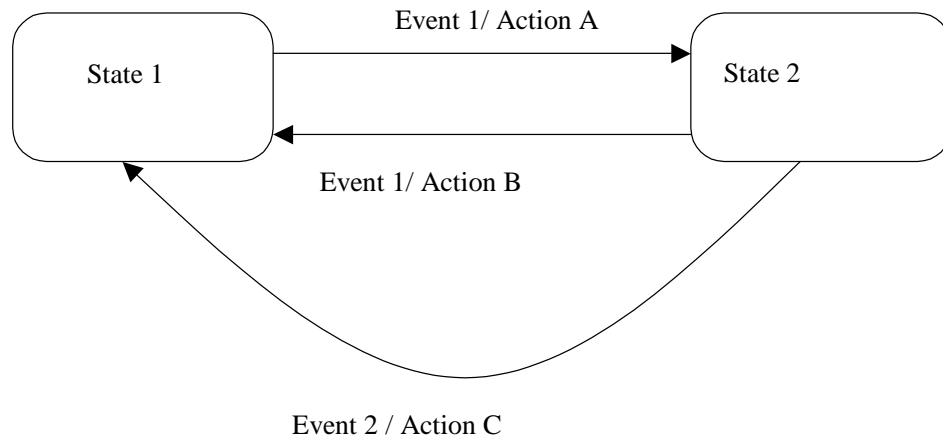 Event 1/ Action A
State 1
State 2
Event 1/ Action B
Event 2 / Action C